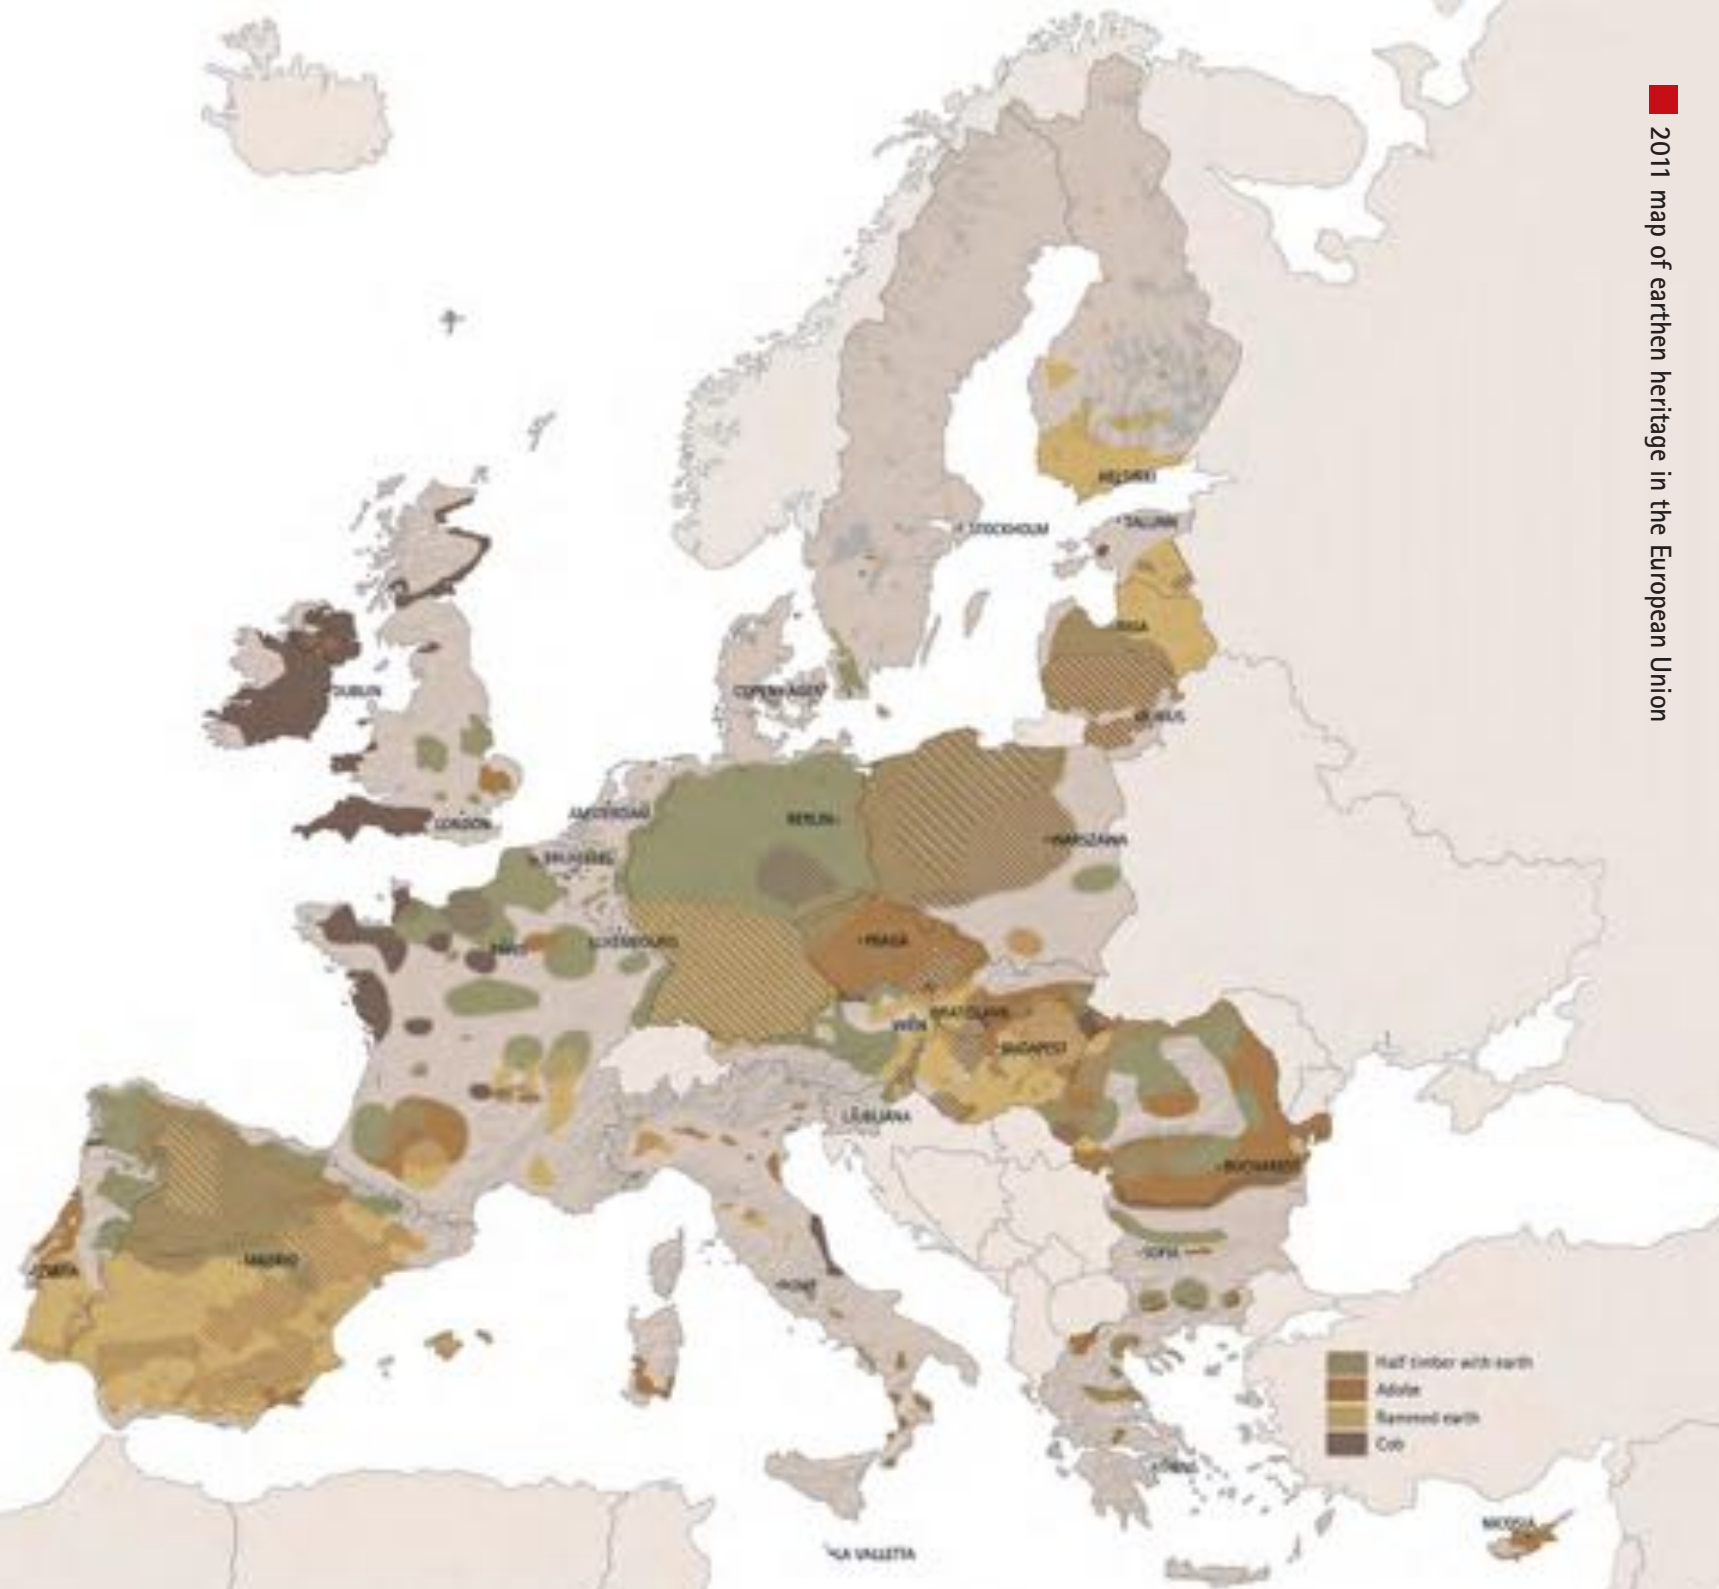 2011 map of earthen heritage in the European Union
HELSINKI
STOCKHOLM
TALLINN
RIGA
DUBLIN
COPENHAGEN
VILNIUS
AMSTERDAM
BERLIN
LONDON
WARSZAWA
BRUXELLES
PARIS
LUXEMBOURG
PRAGA
BRATISLAVA
WIEN
BUDAPEST
LJUBLJANA
BUCHAREST
MADRID
SOFIA
ROME
Half timber with earth
Adobe
Rammed earth
Cob
ATHENS
NICOSIA
LA VALLETTA